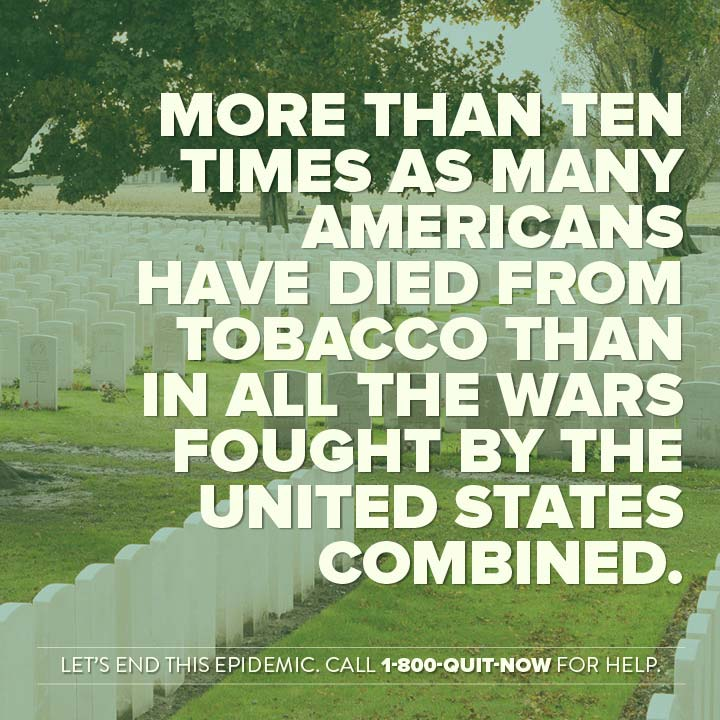 MORE THAN TEN
TIMES AS MANY
AMERICANS
HAVE DIED FROM
TOBACCO THAN
IN ALL THE WARS
FOUGHT BY THE
UNITED STATES
COMBINED.
LET'S END THIS EPIDEMIC. CALL 1-800-QUIT-NOW FOR HELP.